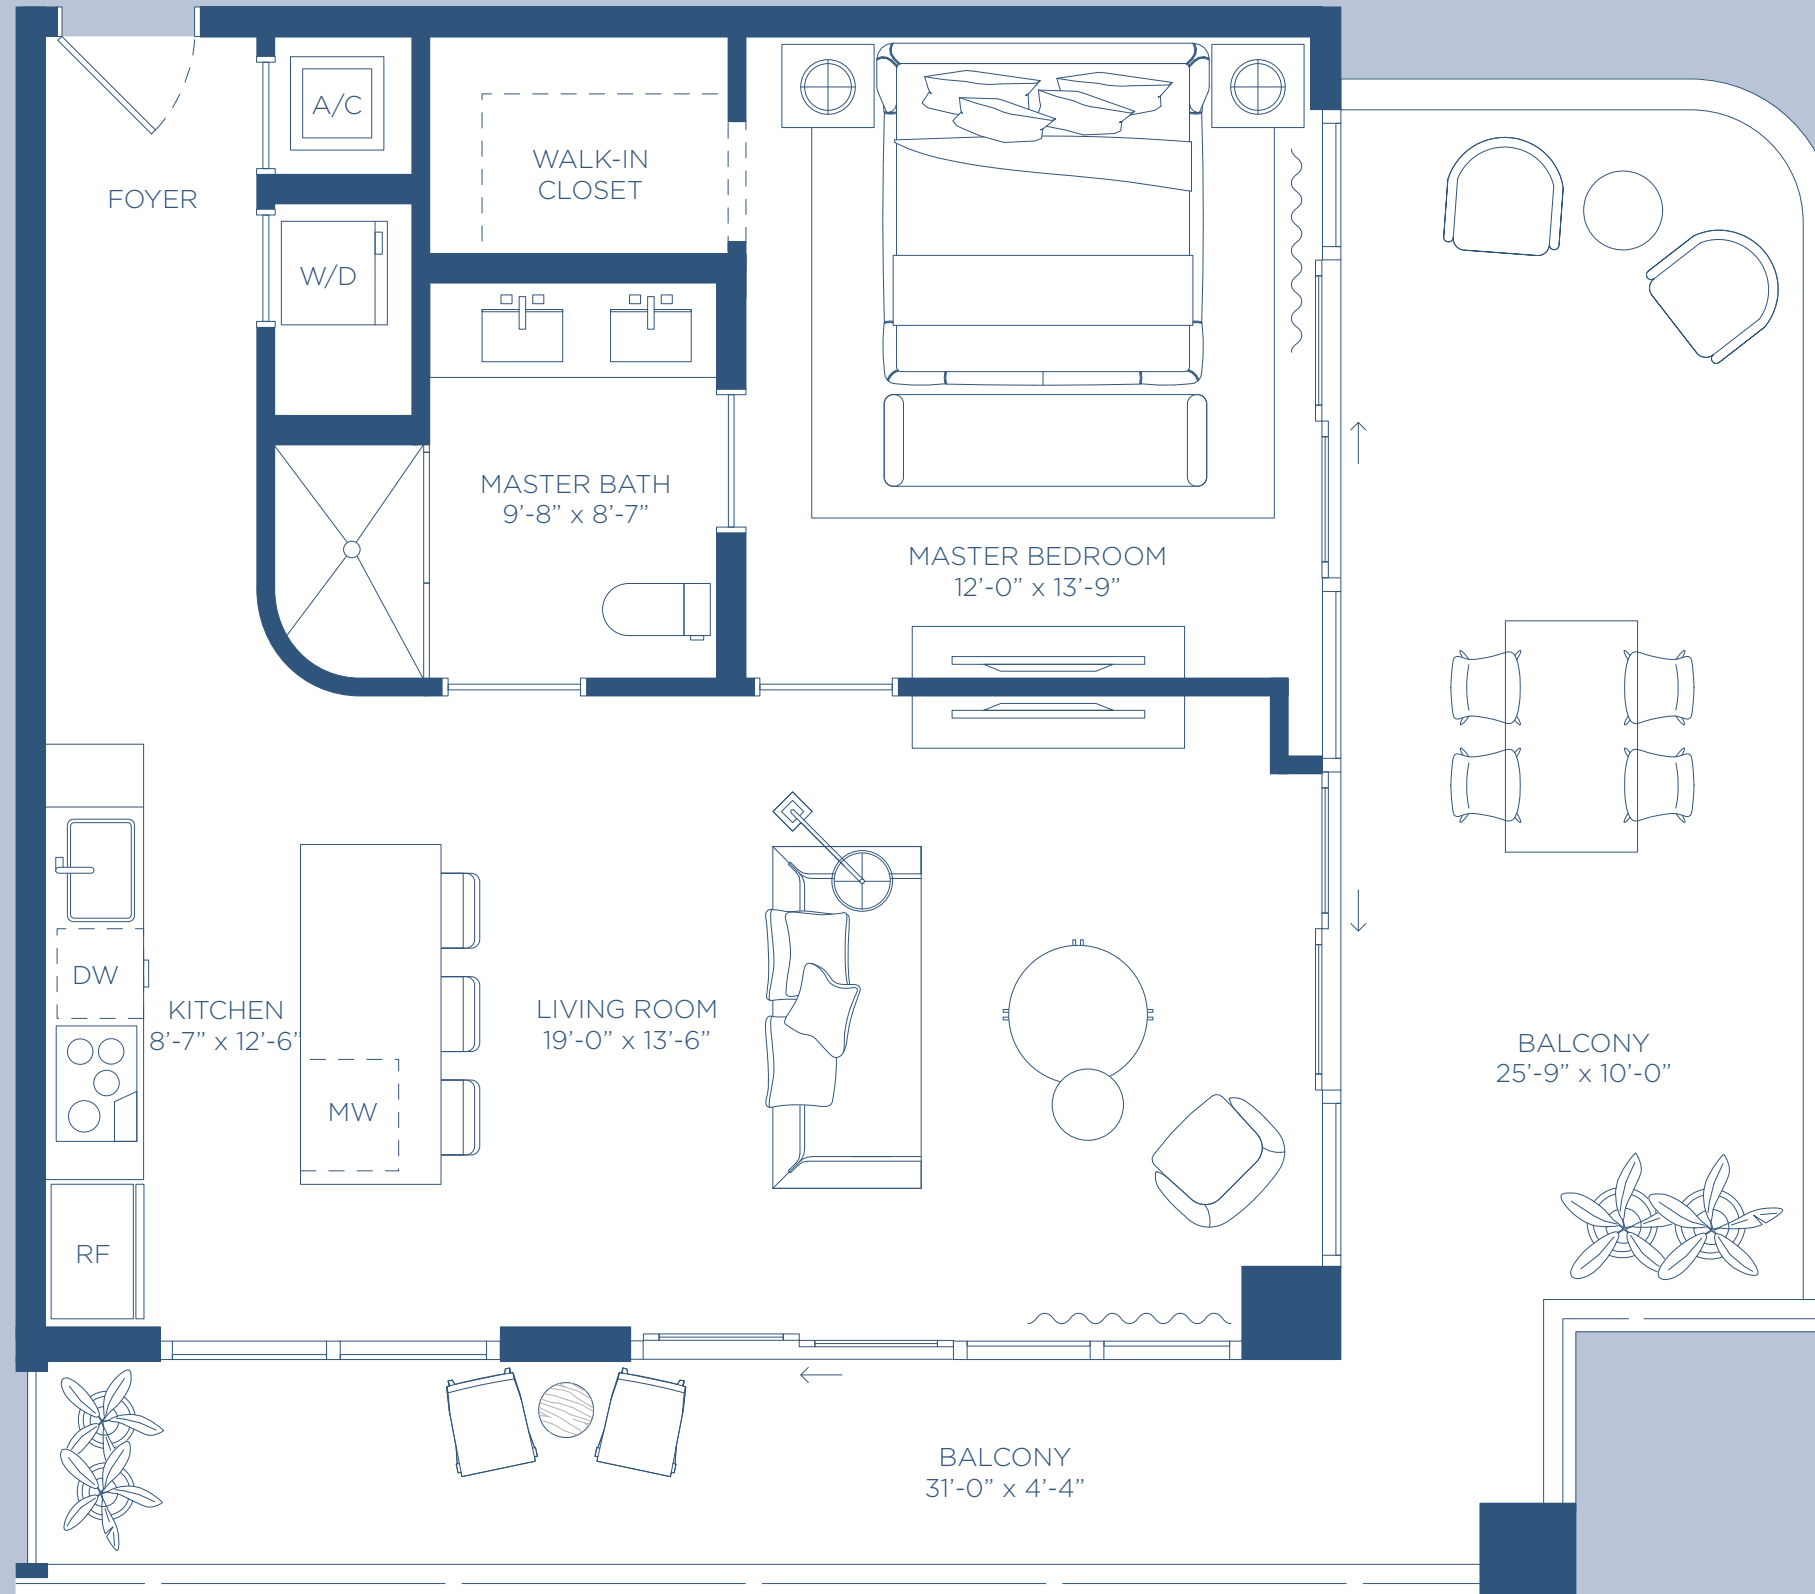 A/C
WALK-IN
CLOSET
FOYER
W/D
MASTER BATH
9’-8” x 8’-7”
MASTER BEDROOM
12’-0” x 13’-9”
DW
KITCHEN
8’-7” x 12’-6”
LIVING ROOM
19’-0” x 13’-6”
MW
BALCONY
25’-9” x 10’-0”
RF
BALCONY
31’-0” x 4’-4”